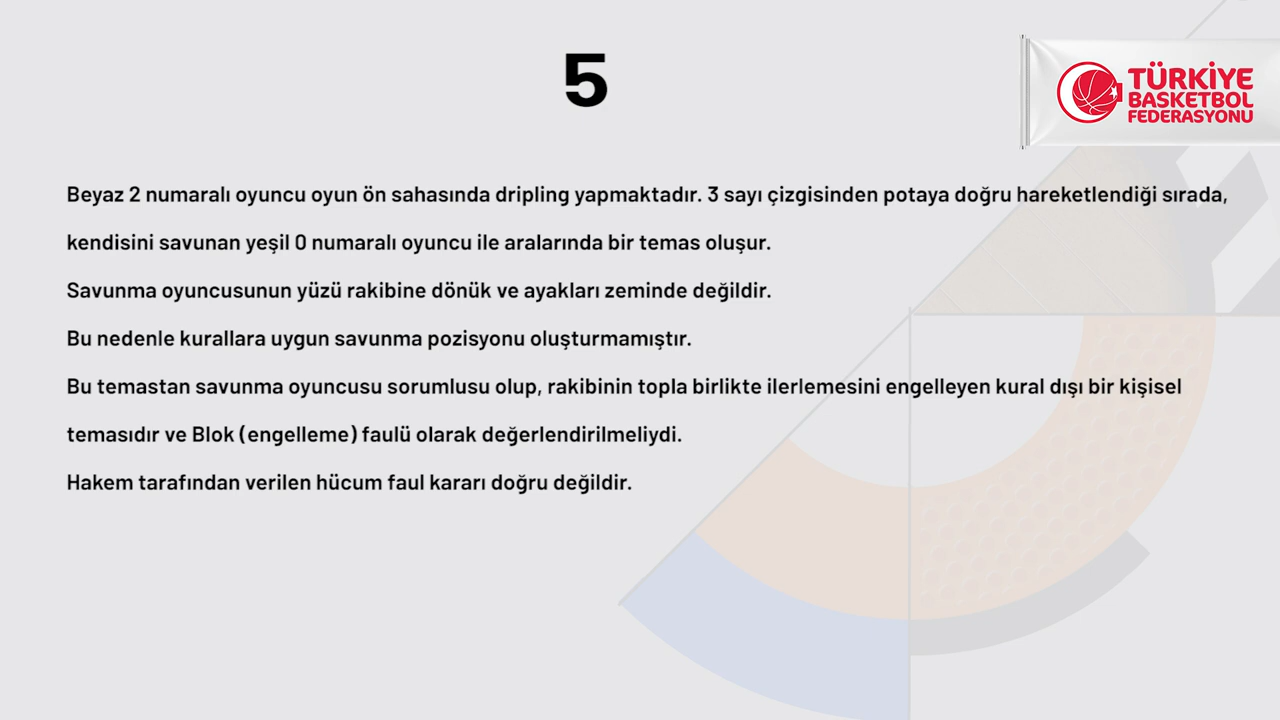 5
TÜRKİYE
BASKETBOL
FEDERASYONU
Beyaz 2 numaralı oyuncu oyun ön sahasında dripling yapmaktadır. 3 sayı çizgisinden potaya doğru hareketlendiği sırada,
kendisini savunan yeşil 0 numaralı oyuncu ile aralarında bir temas oluşur.
Savunma oyuncusunun yüzü rakibine dönük ve ayakları zeminde değildir.
Bu nedenle kurallara uygun savunma pozisyonu oluşturmamıştır.
Bu temastan savunma oyuncusu sorumlusu olup, rakibinin topla birlikte ilerlemesini engelleyen kural dışı bir kişisel
temasıdır ve Blok (engelleme) faulü olarak değerlendirilmeliydi.
Hakem tarafından verilen hücum faul kararı doğru değildir.